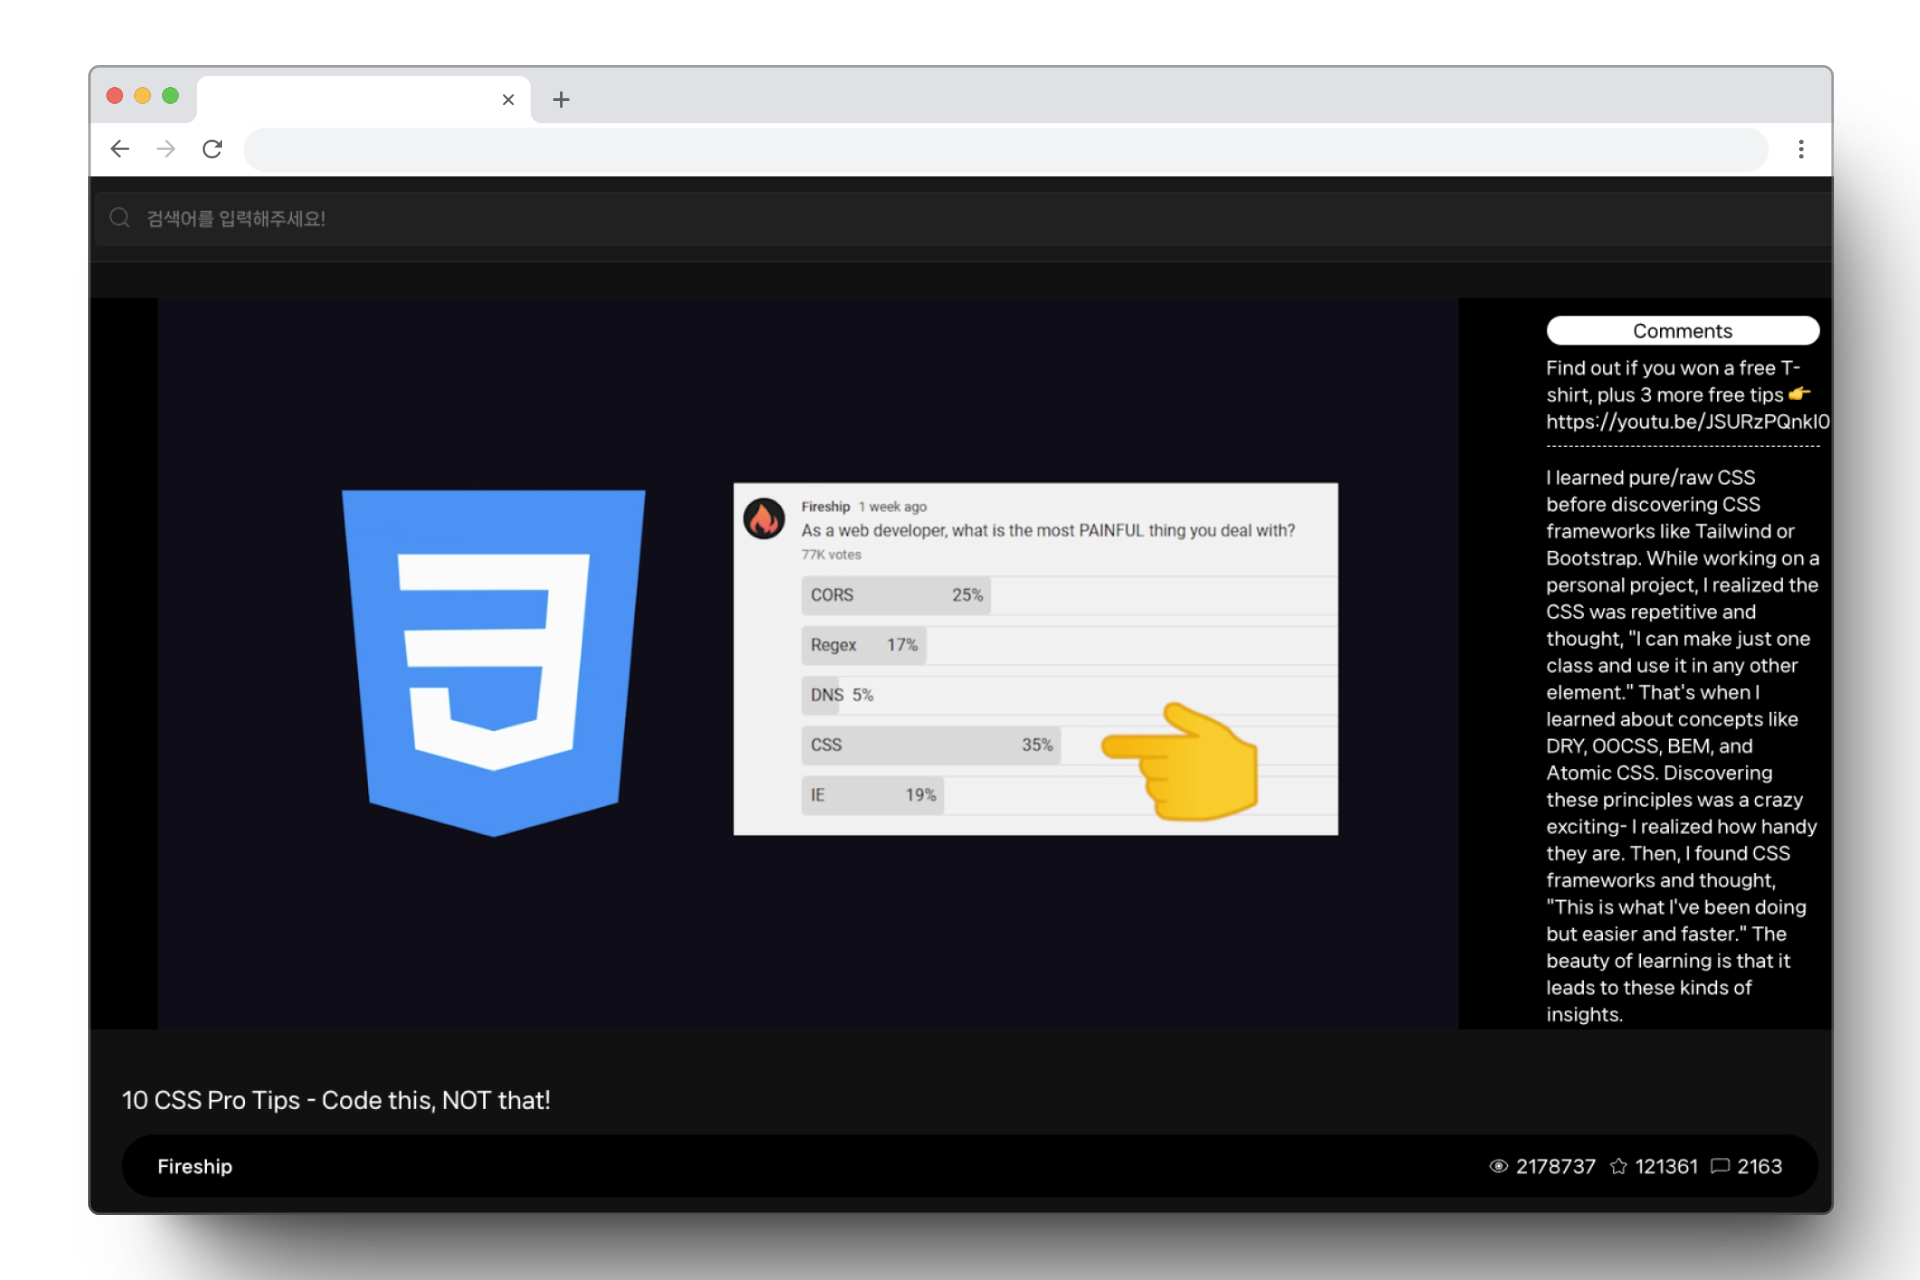 검색어를 입력해주세요!
Fireship 1 week ago
As a web developer, what is the most PAINFUL thing you deal with?
77K votes
CORS 25%
Regex 17%
DNS 5%
CSS 35%
IE 19%
Comments
Find out if you won a free T-
shirt, plus 3 more free tips 👉
https://youtu.be/JSURzPQnkl0
I learned pure/raw CSS
before discovering CSS
frameworks like Tailwind or
Bootstrap. While working on a
personal project, I realized the
CSS was repetitive and
thought, "I can make just one
class and use it in any other
element." That's when I
learned about concepts like
DRY, OOCSS, BEM, and
Atomic CSS. Discovering
these principles was a crazy
exciting- I realized how handy
they are. Then, I found CSS
frameworks and thought,
"This is what I've been doing
but easier and faster." The
beauty of learning is that it
leads to these kinds of
insights.
10 CSS Pro Tips - Code this, NOT that!
Fireship
2178737 121361 2163